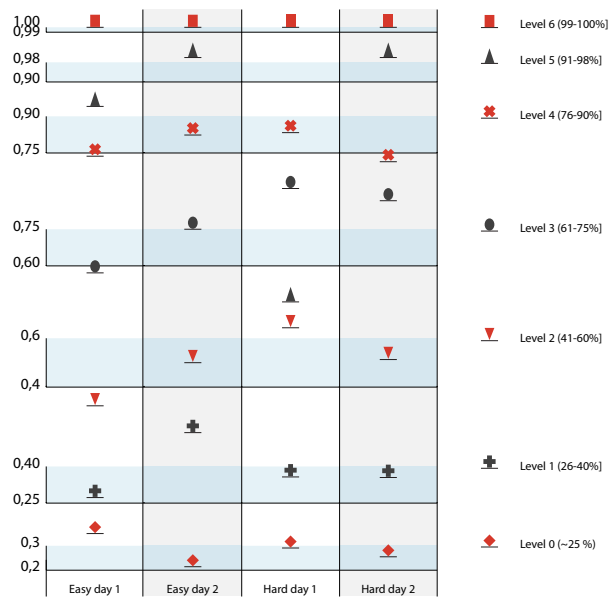 1,00
0,99
Level 6 (99-100%]
0,98
0,90
Level 5 (91-98%]
0,90
0,75
Level 4 (76-90%]
0,75
0,60
Level 3 (61-75%]
0,6
0,4
Level 2 (41-60%]
0,40
0,25
Level 1 (26-40%]
0,3
0,2
Level 0 (~25 %)
Easy day 1 Easy day 2 Hard day 1 Hard day 2